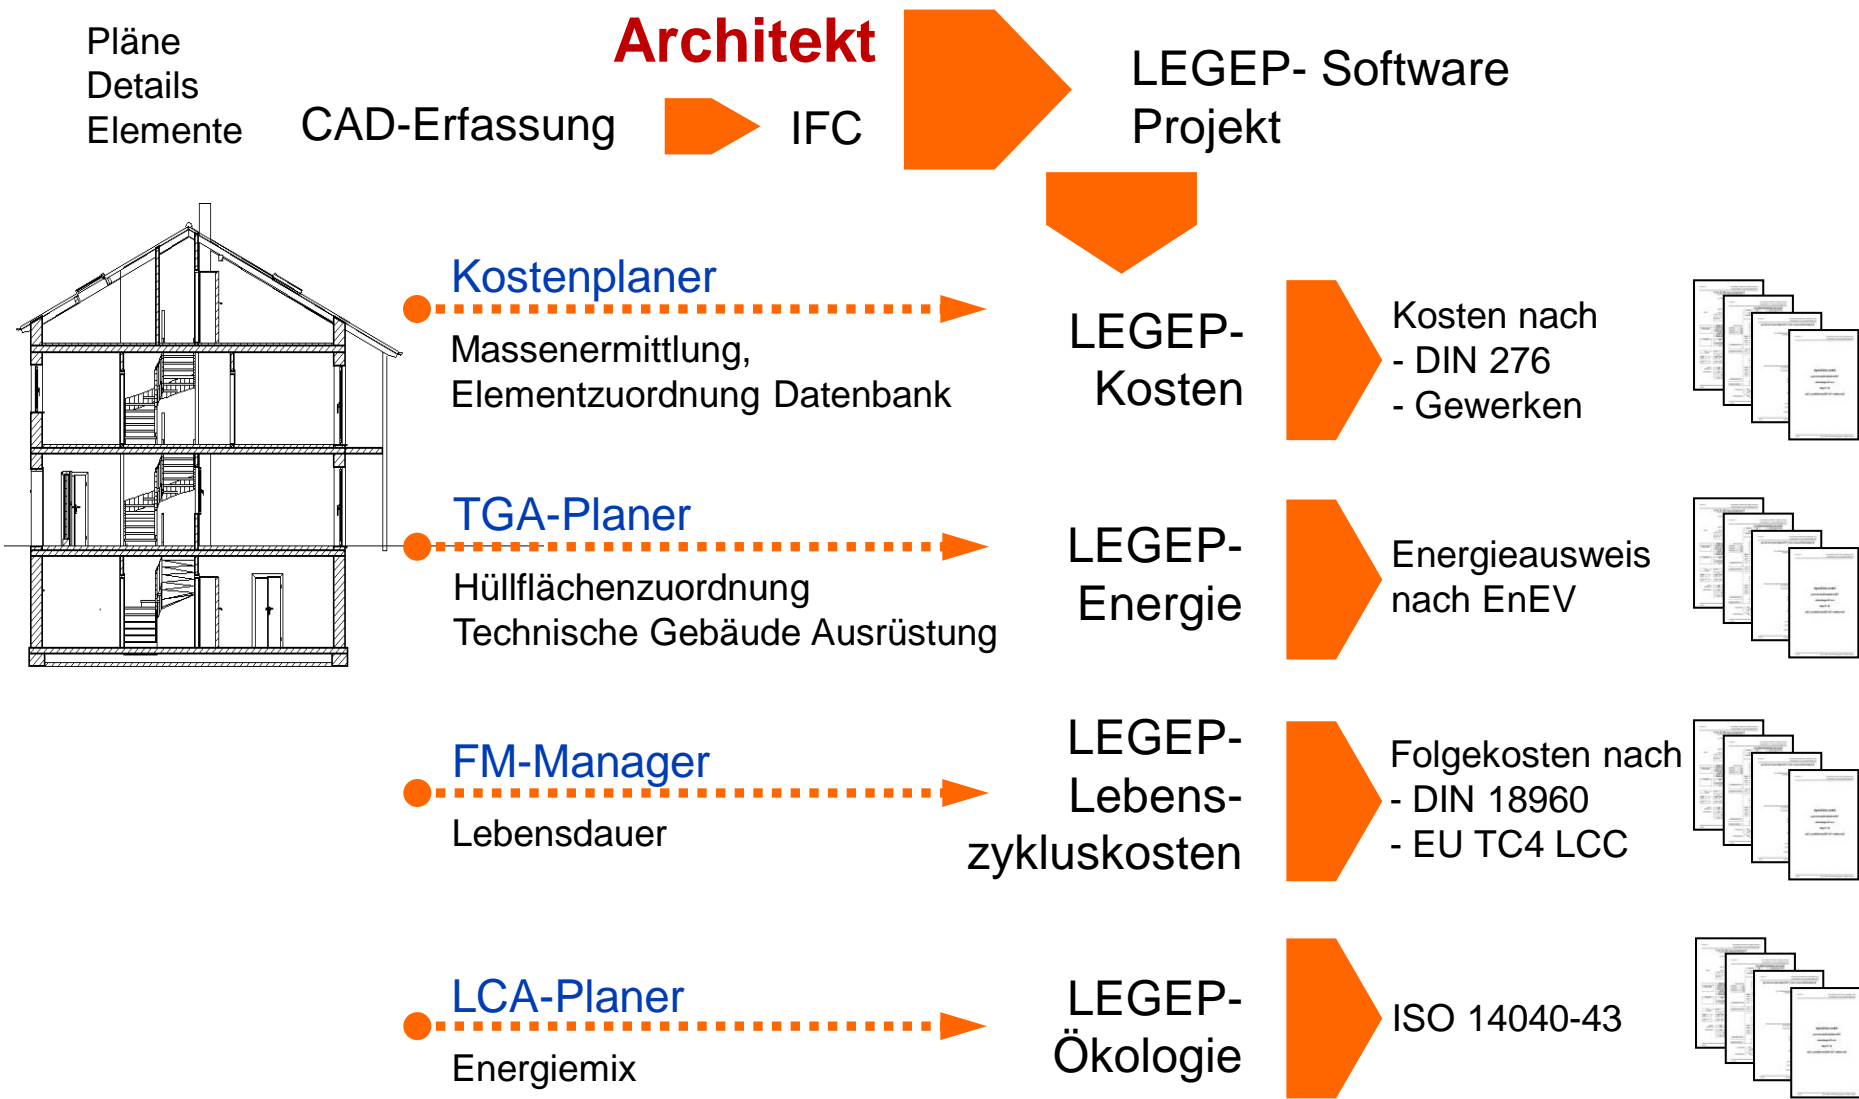 Pläne
Details
Elemente
CAD-Erfassung
Architekt
IFC
LEGEP- Software
Projekt
Kostenplaner
Massenermittlung,
Elementzuordnung Datenbank
LEGEP-
Kosten
Kosten nach
- DIN 276
- Gewerken
TGA-Planer
Hüllflächenzuordnung
Technische Gebäude Ausrüstung
LEGEP-
Energie
Energieausweis
nach EnEV
FM-Manager
Lebensdauer
LEGEP-
Lebens-
zykluskosten
Folgekosten nach
- DIN 18960
- EU TC4 LCC
LCA-Planer
Energiemix
LEGEP-
Ökologie
ISO 14040-43